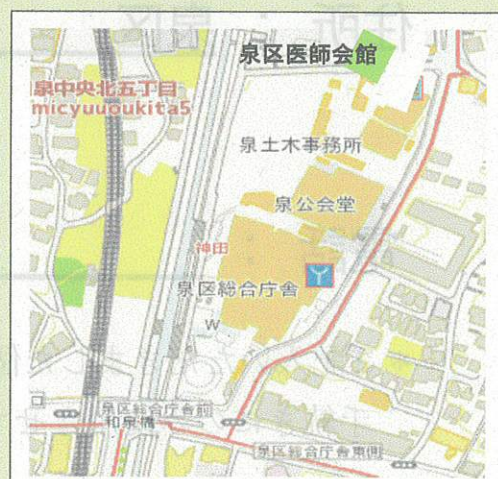 泉区医師会館
泉中央北五丁目
micyuuoukita5
泉土木事務所
泉公会堂
神田
泉区総合庁舎
W
泉区総合庁舎前
和泉橋
泉区総合庁舎東側